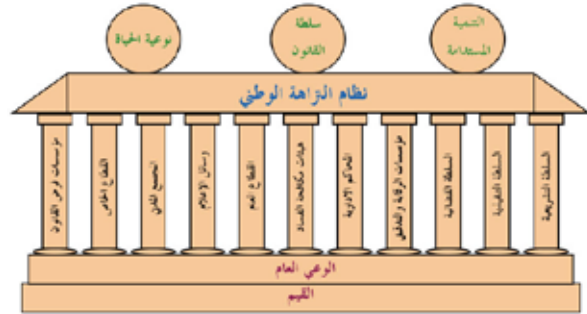 التنمية
المستدامة
سلطة
القانون
نوعية الحياة
نظام النزاهة الوطني
السلطة التشريعية
السلطة التنفيذية
السلطة القضائية
مؤسسات الرقابة والتدقيق
المحاكم الادارية
هيئات مكافحة الفساد
القطاع العام
وسائل الإعلام
المجتمع المدني
القطاع الخاص
مؤسسات فرض القانون
الوعي العام
القيم